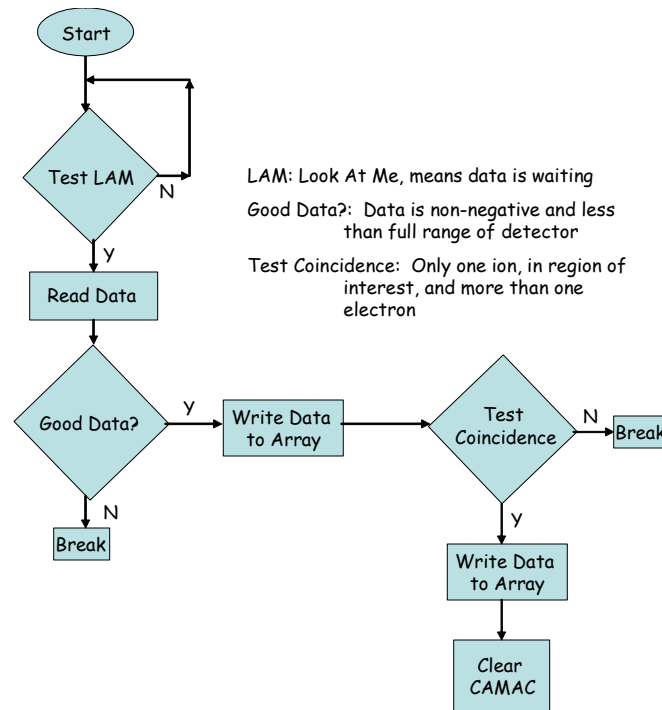 Start
Test LAM
N
LAM: Look At Me, means data is waiting
Good Data?: Data is non-negative and less
than full range of detector
Test Coincidence: Only one ion, in region of
interest, and more than one
electron
Y
Read Data
Good Data?
Y
Write Data
to Array
Test
Coincidence
N
Break
N
Break
Y
Write Data
to Array
Clear
CAMAC